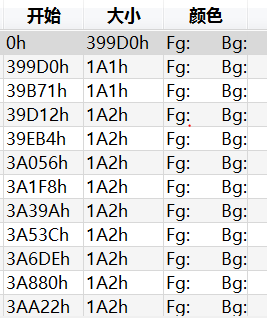 开始 大小 颜色
0h 399D0h Fg: Bg:
399D0h 1A1h Fg: Bg:
39B71h 1A1h Fg: Bg:
39D12h 1A2h Fg: Bg:
39EB4h 1A2h Fg: Bg:
3A056h 1A2h Fg: Bg:
3A1F8h 1A2h Fg: Bg:
3A39Ah 1A2h Fg: Bg:
3A53Ch 1A2h Fg: Bg:
3A6DEh 1A2h Fg: Bg:
3A880h 1A2h Fg: Bg:
3AA22h 1A2h Fg: Bg: